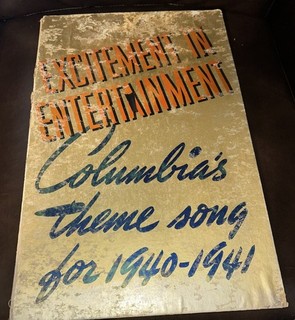 EXCITEMENT IN
ENTERTAINMENT
Columbia's
theme song
for 1940-1941